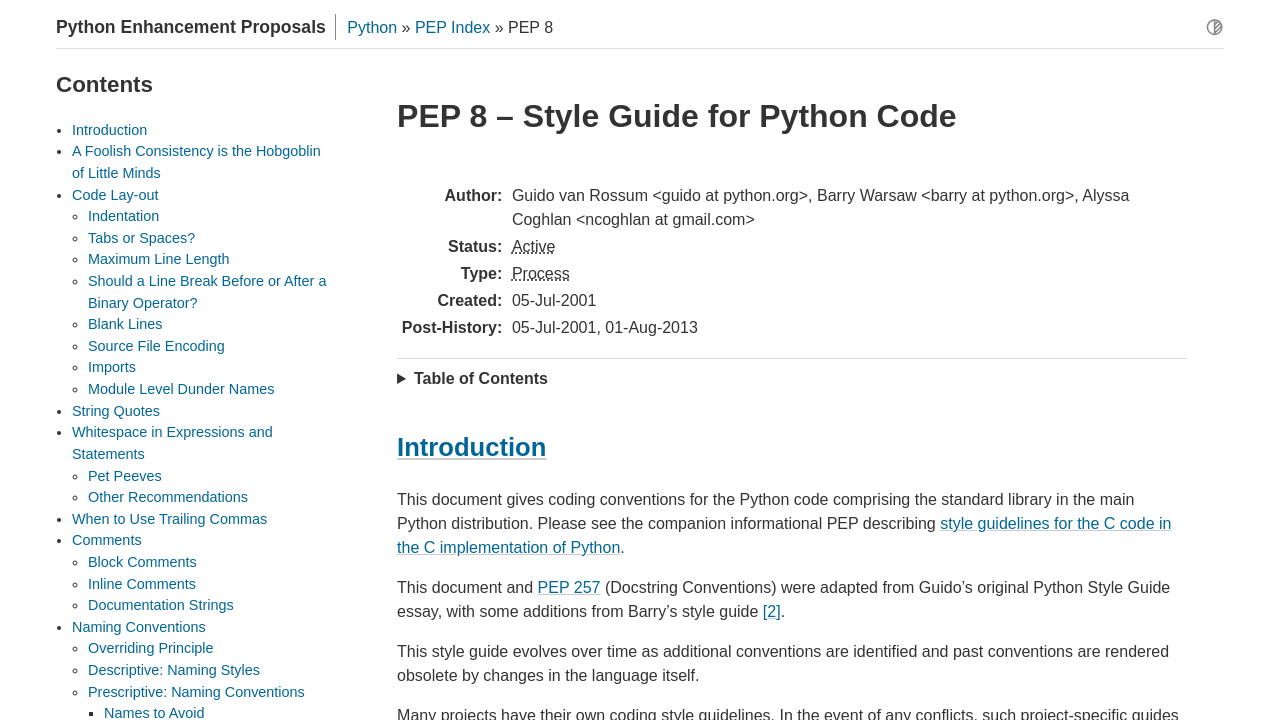 Python Enhancement Proposals
Python » PEP Index » PEP 8
Contents
Introduction
A Foolish Consistency is the Hobgoblin
of Little Minds
Code Lay-out
Indentation
Tabs or Spaces?
Maximum Line Length
Should a Line Break Before or After a
Binary Operator?
Blank Lines
Source File Encoding
Imports
Module Level Dunder Names
String Quotes
Whitespace in Expressions and
Statements
Pet Peeves
Other Recommendations
When to Use Trailing Commas
Comments
Block Comments
Inline Comments
Documentation Strings
Naming Conventions
Overriding Principle
Descriptive: Naming Styles
Prescriptive: Naming Conventions
Names to Avoid
PEP 8 – Style Guide for Python Code
Author: Guido van Rossum <guido at python.org>, Barry Warsaw <barry at python.org>, Alyssa
Coghlan <ncoghlan at gmail.com>
Status: Active
Type: Process
Created: 05-Jul-2001
Post-History: 05-Jul-2001, 01-Aug-2013
Table of Contents
Introduction
This document gives coding conventions for the Python code comprising the standard library in the main
Python distribution. Please see the companion informational PEP describing style guidelines for the C code in
the C implementation of Python.
This document and PEP 257 (Docstring Conventions) were adapted from Guido’s original Python Style Guide
essay, with some additions from Barry’s style guide [2].
This style guide evolves over time as additional conventions are identified and past conventions are rendered
obsolete by changes in the language itself.
Many projects have their own coding style guidelines. In the event of any conflicts, such project-specific guides